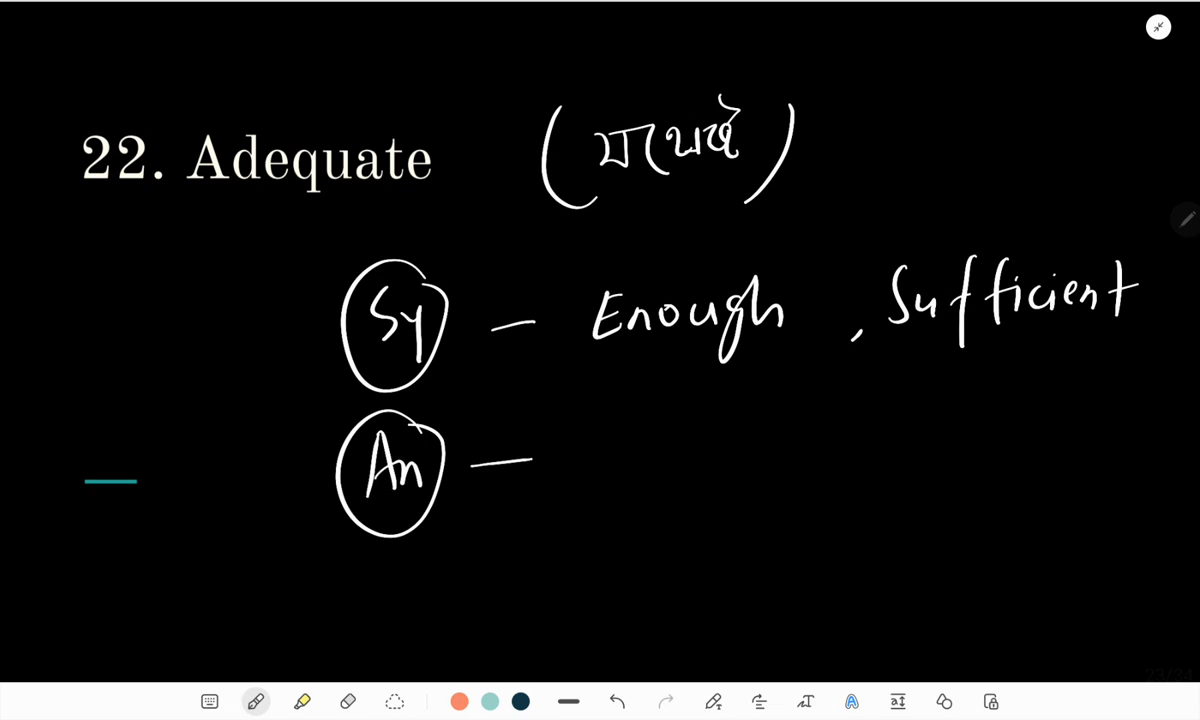 22. Adequate
Sy - Enough , Sufficient
An -